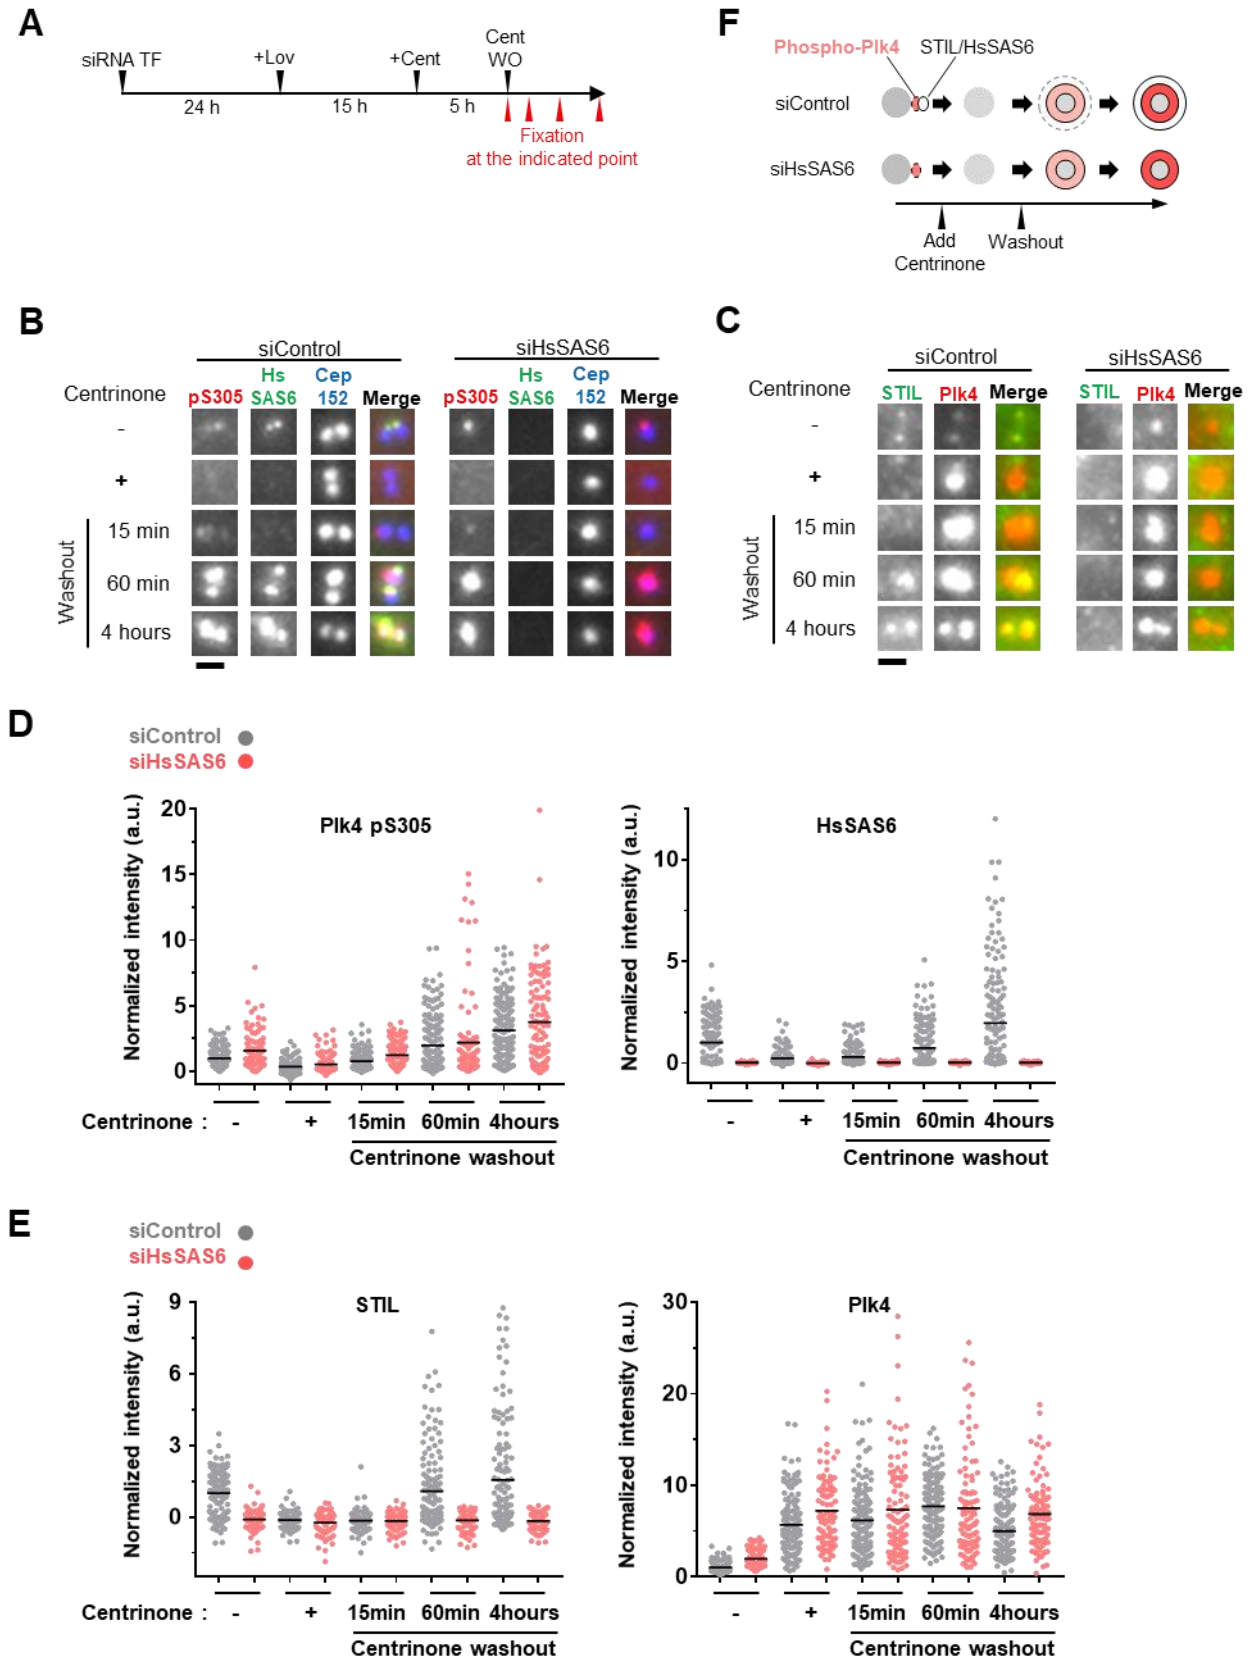 A
siRNA TF
+Lov
+Cent
Cent
WO
24 h
15 h
5 h
Fixation
at the indicated point
F
Phospho-Plk4
STIL/HsSAS6
siControl
siHsSAS6
Add
Centrinone
Washout
B
siControl
siHsSAS6
Centrinone
pS305
Hs
SAS6
Cep
152
Merge
pS305
Hs
SAS6
Cep
152
Merge
-
+
15 min
60 min
4 hours
Washout
C
siControl
siHsSAS6
Centrinone
STIL
Plk4
Merge
STIL
Plk4
Merge
-
+
15 min
60 min
4 hours
Washout
D
siControl
siHsSAS6
Normalized intensity (a.u.)
Plk4 pS305
20
15
10
5
0
Centrinone : - + 15min 60min 4hours
Centrinone washout
Normalized intensity (a.u.)
HsSAS6
10
5
0
- + 15min 60min 4hours
Centrinone washout
E
siControl
siHsSAS6
Normalized intensity (a.u.)
STIL
9
6
3
0
Centrinone : - + 15min 60min 4hours
Centrinone washout
Normalized intensity (a.u.)
Plk4
30
20
10
0
- + 15min 60min 4hours
Centrinone washout